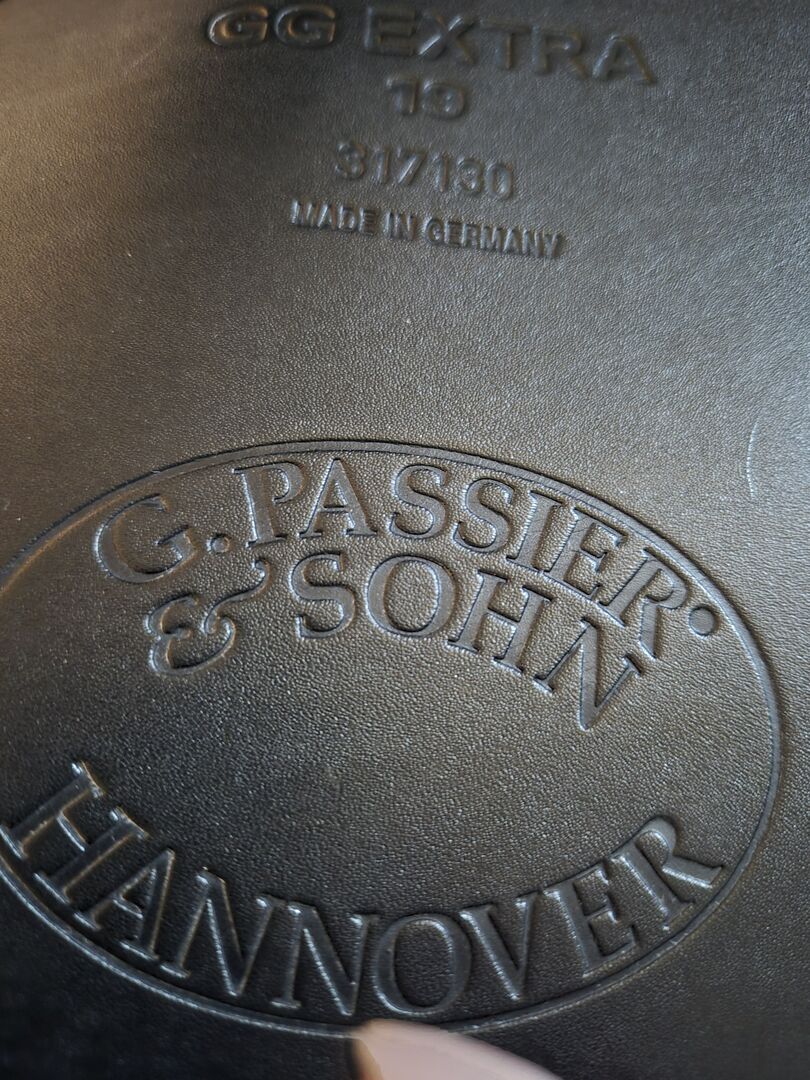 GG EXTRA
19
317130
MADE IN GERMANY
G. PASSIER
& SOHN
HANNOVER